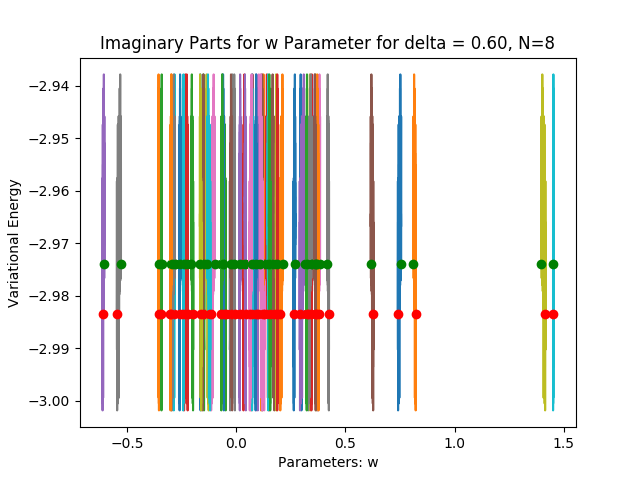 Imaginary Parts for w Parameter for delta = 0.60, N=8
Variational Energy
−2.94
−2.95
−2.96
−2.97
−2.98
−2.99
−3.00
−0.5 0.0 0.5 1.0 1.5
Parameters: w